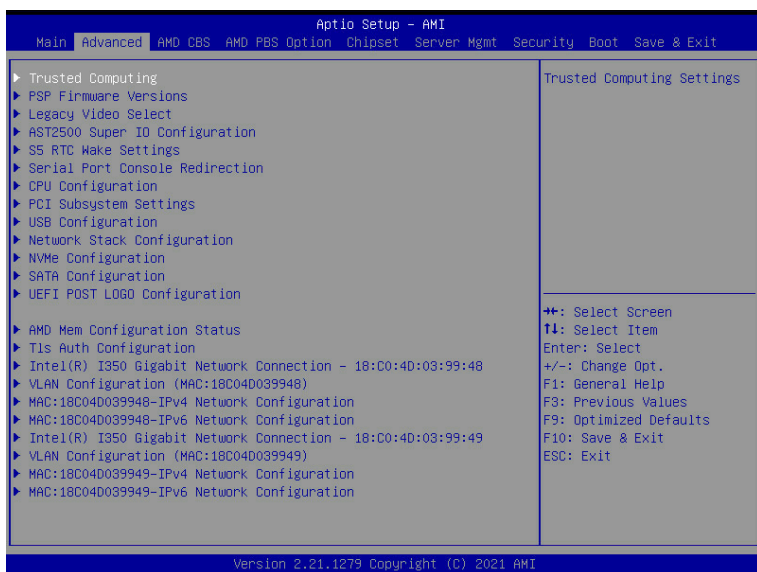 Aptio Setup – AMI
Main Advanced AMD CBS AMD PBS Option Chipset Server Mgmt Security Boot Save & Exit
Trusted Computing
PSP Firmware Versions
Legacy Video Select
AST2500 Super IO Configuration
S5 RTC Wake Settings
Serial Port Console Redirection
CPU Configuration
PCI Subsystem Settings
USB Configuration
Network Stack Configuration
NVMe Configuration
SATA Configuration
UEFI POST LOGO Configuration
AMD Mem Configuration Status
Tls Auth Configuration
Intel(R) I350 Gigabit Network Connection – 18:C0:4D:03:99:48
VLAN Configuration (MAC:18C04D039948)
MAC:18C04D039948–IPv4 Network Configuration
MAC:18C04D039948–IPv6 Network Configuration
Intel(R) I350 Gigabit Network Connection – 18:C0:4D:03:99:49
VLAN Configuration (MAC:18C04D039949)
MAC:18C04D039949–IPv4 Network Configuration
MAC:18C04D039949–IPv6 Network Configuration
Trusted Computing Settings
→←: Select Screen
↑↓: Select Item
Enter: Select
+/–: Change Opt.
F1: General Help
F3: Previous Values
F9: Optimized Defaults
F10: Save & Exit
ESC: Exit
Version 2.21.1279 Copyright (C) 2021 AMI